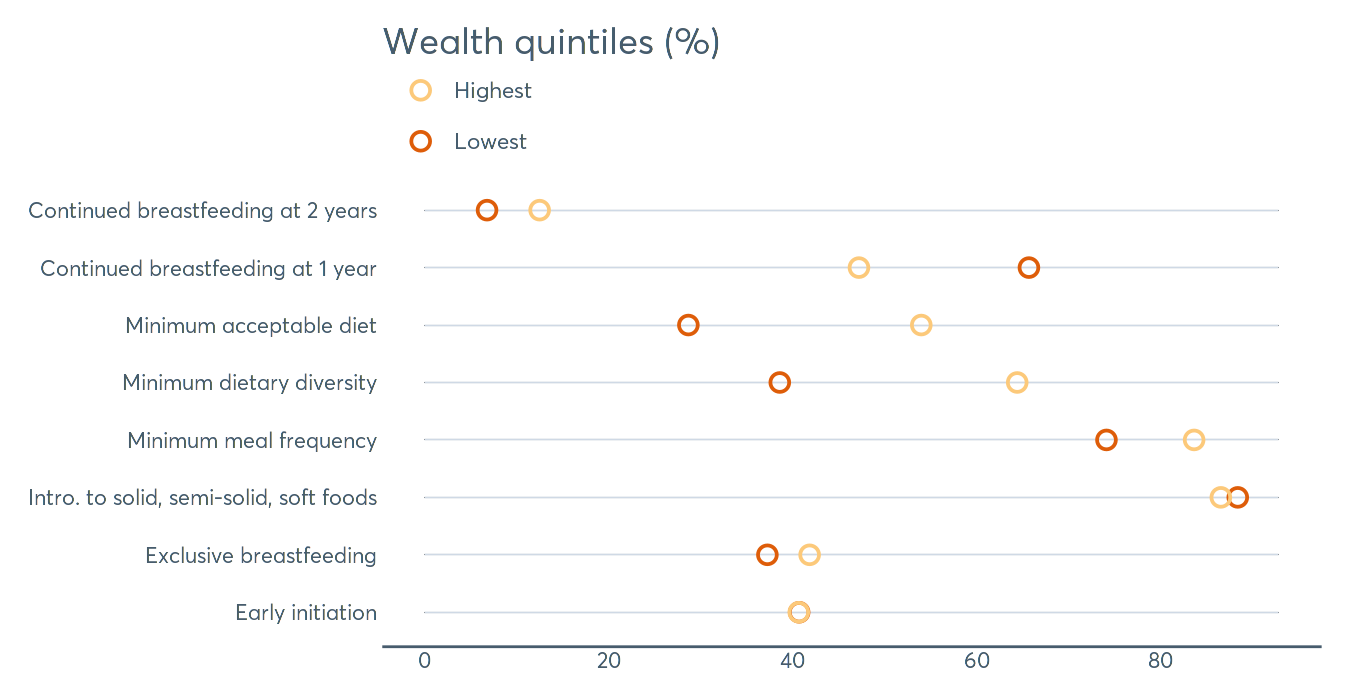 Wealth quintiles (%)
Highest
Lowest
Continued breastfeeding at 2 years
Continued breastfeeding at 1 year
Minimum acceptable diet
Minimum dietary diversity
Minimum meal frequency
Intro. to solid, semi-solid, soft foods
Exclusive breastfeeding
Early initiation
0 20 40 60 80